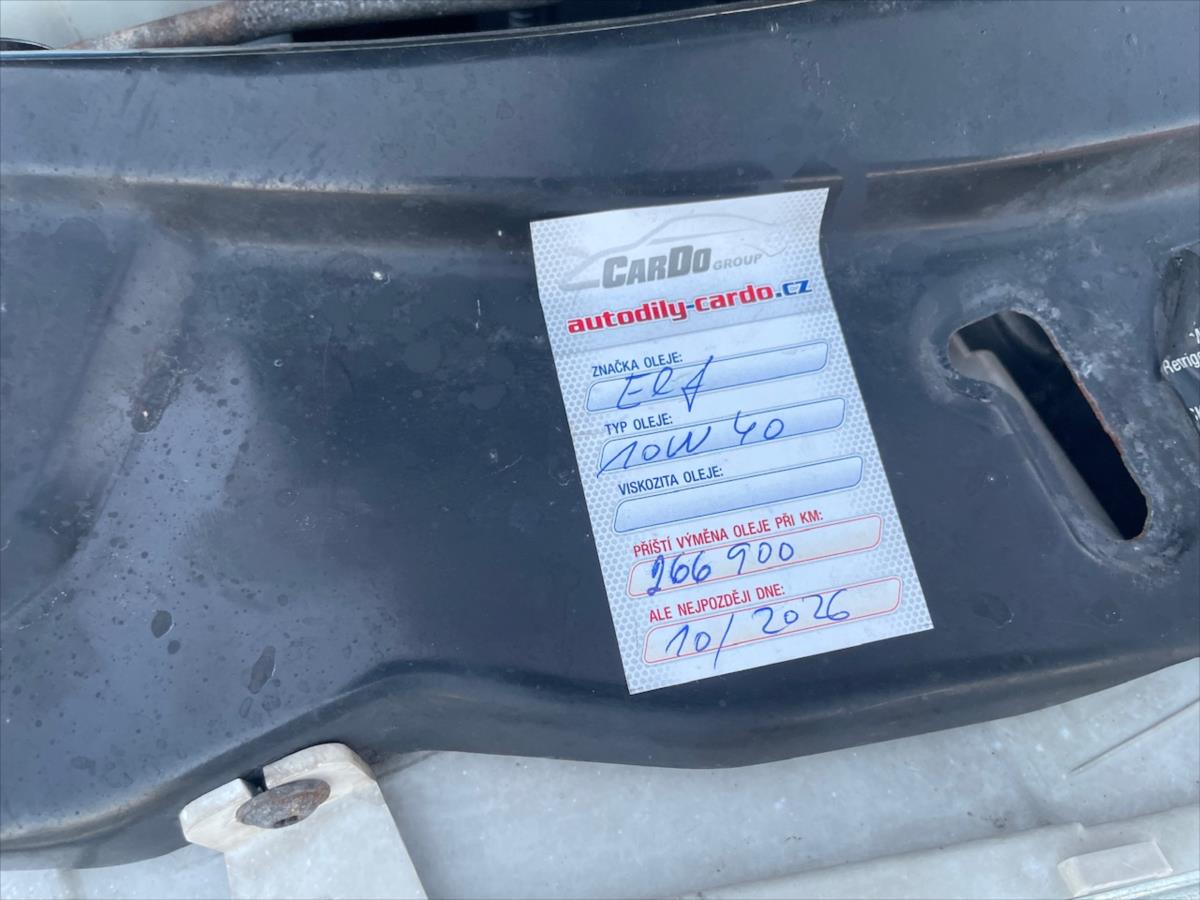 CARDO GROUP
autodily-cardo.cz
ZNAČKA OLEJE:
Elf
TYP OLEJE:
10W 40
VISKOZITA OLEJE:
PŘÍŠTÍ VÝMĚNA OLEJE PŘI KM:
266 900
ALE NEJPOZDĚJI DNE:
10/2026